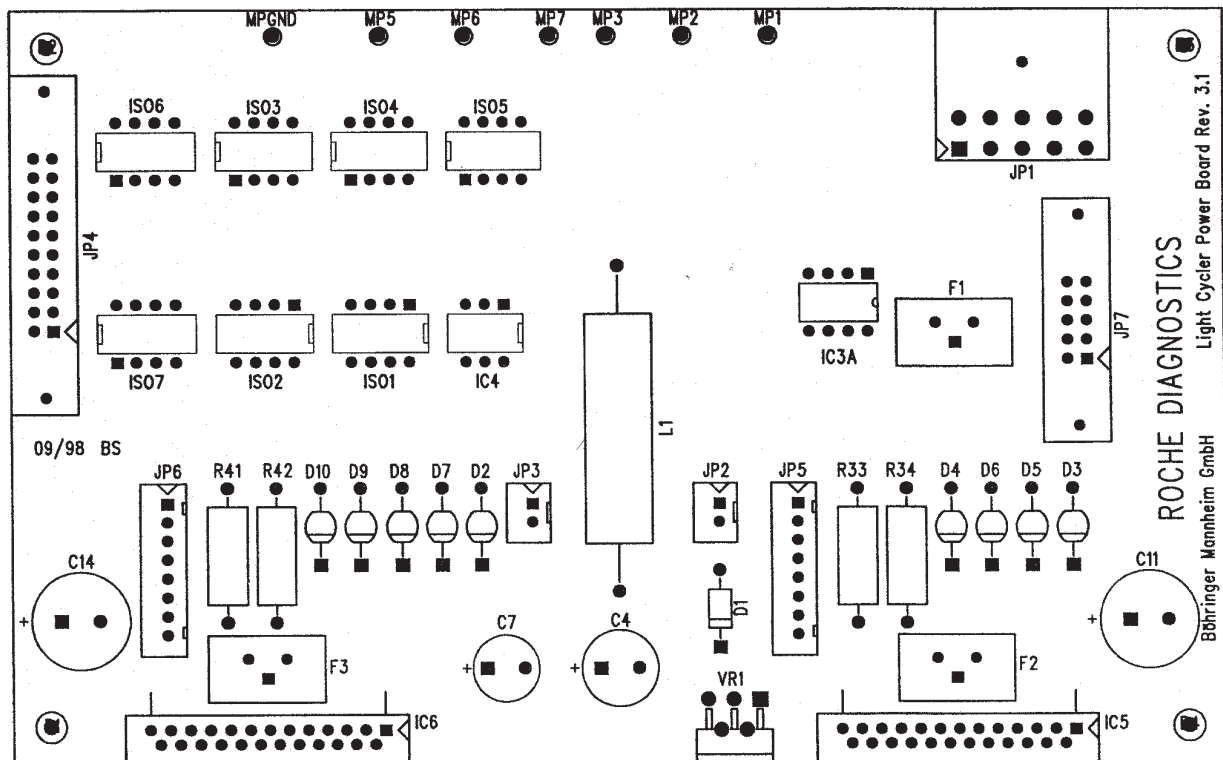 MPGND MP5 MP6 MP7 MP3 MP2 MP1
ISO6 ISO3 ISO4 ISO5
JP1
JP4
Light Cycler Power Board Rev. 3.1
ROCHE DIAGNOSTICS
Böhringer Mannheim GmbH
F1
JP7
IC3A
ISO7 ISO2 ISO1 IC4
L1
09/98 BS
JP6 R41 R42 D10 D9 D8 D7 D2 JP3 JP2 JP5 R33 R34 D4 D6 D5 D3
C14 C11
+ +
D1
C7 C4
+ +
F3 F2
VR1
IC6 IC5